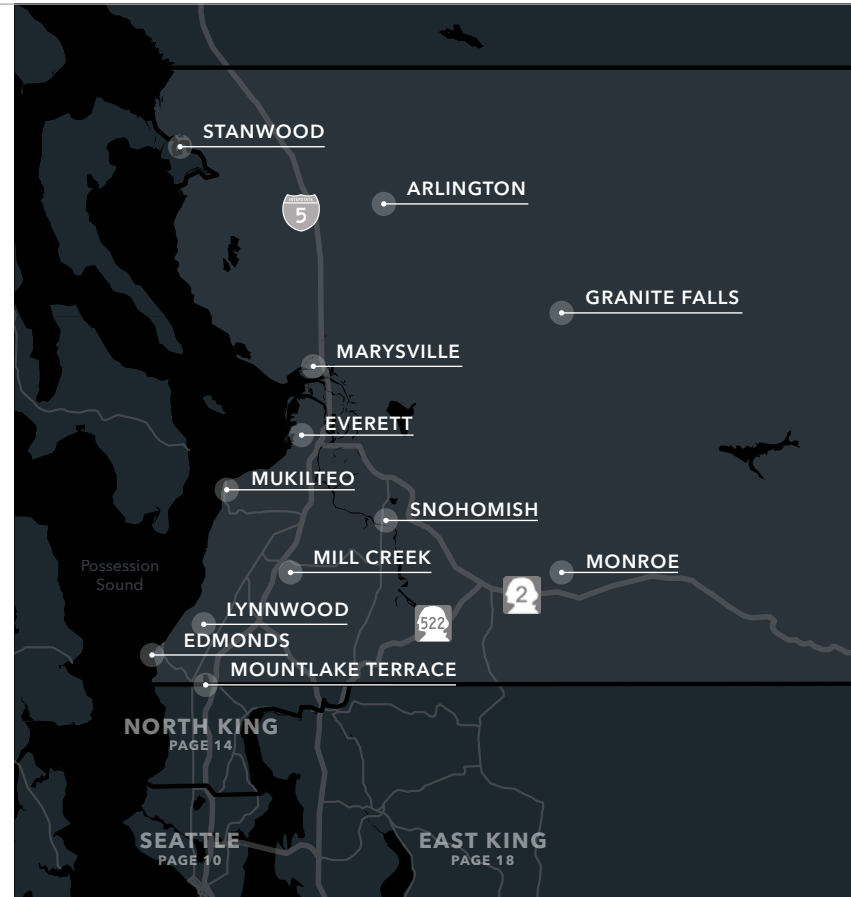 STANWOOD
ARLINGTON
INTERSTATE
5
GRANITE FALLS
MARYSVILLE
EVERETT
MUKILTEO
SNOHOMISH
MILL CREEK
MONROE
Possession
Sound
2
LYNNWOOD
522
EDMONDS
MOUNTLAKE TERRACE
NORTH KING
PAGE 14
SEATTLE
PAGE 10
EAST KING
PAGE 18